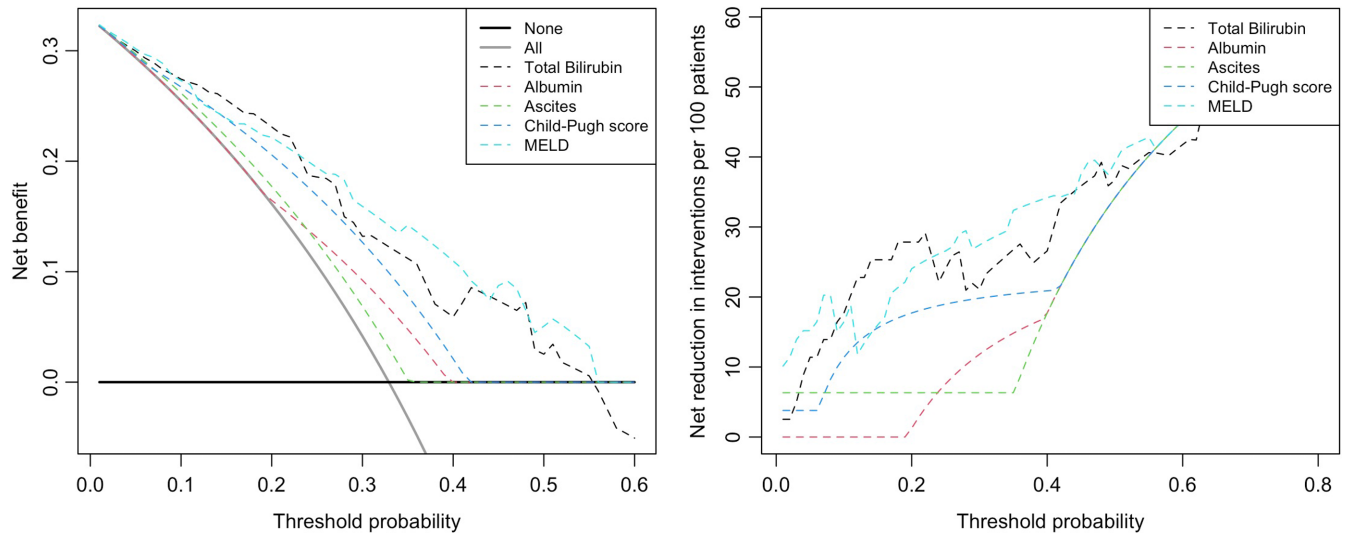 None
All
Total Bilirubin
Albumin
Ascites
Child-Pugh score
MELD
Net benefit
0.3
0.2
0.1
0.0
0.0 0.1 0.2 0.3 0.4 0.5 0.6
Threshold probability
Total Bilirubin
Albumin
Ascites
Child-Pugh score
MELD
Net reduction in interventions per 100 patients
60
50
40
30
20
10
0
0.0 0.2 0.4 0.6 0.8
Threshold probability